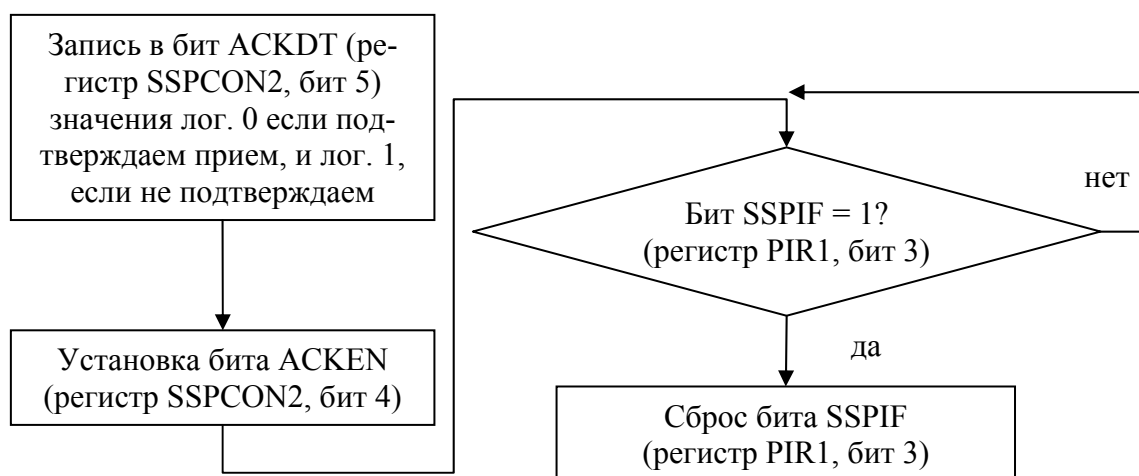 Запись в бит ACKDT (ре-
гистр SSPCON2, бит 5)
значения лог. 0 если под-
тверждаем прием, и лог. 1,
если не подтверждаем
Установка бита ACKEN
(регистр SSPCON2, бит 4)
Бит SSPIF = 1?
(регистр PIR1, бит 3)
нет
да
Сброс бита SSPIF
(регистр PIR1, бит 3)